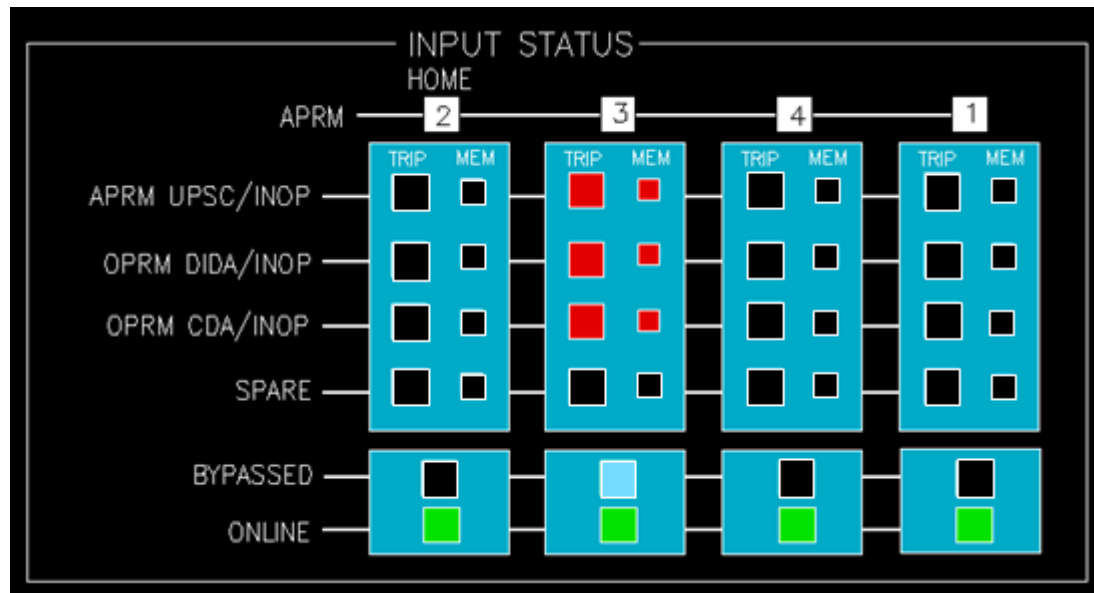 INPUT STATUS
HOME
APRM 2 3 4 1
TRIP MEM TRIP MEM TRIP MEM TRIP MEM
APRM UPSC/INOP
OPRM DIDA/INOP
OPRM CDA/INOP
SPARE
BYPASSED
ONLINE